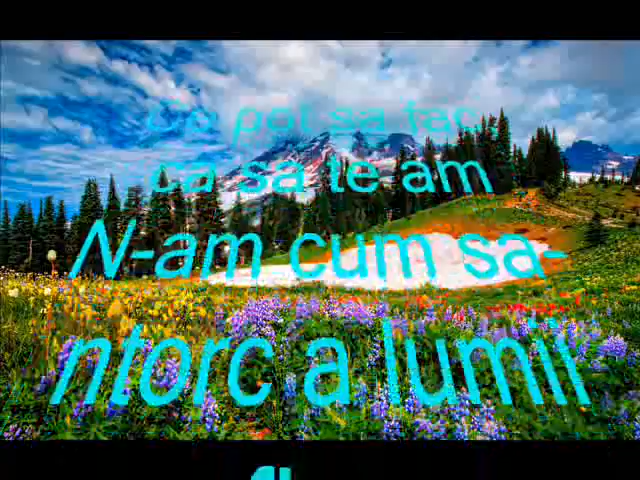 Ce pot sa fac
ca sa te am
N-am cum sa-
ntorc a lumii